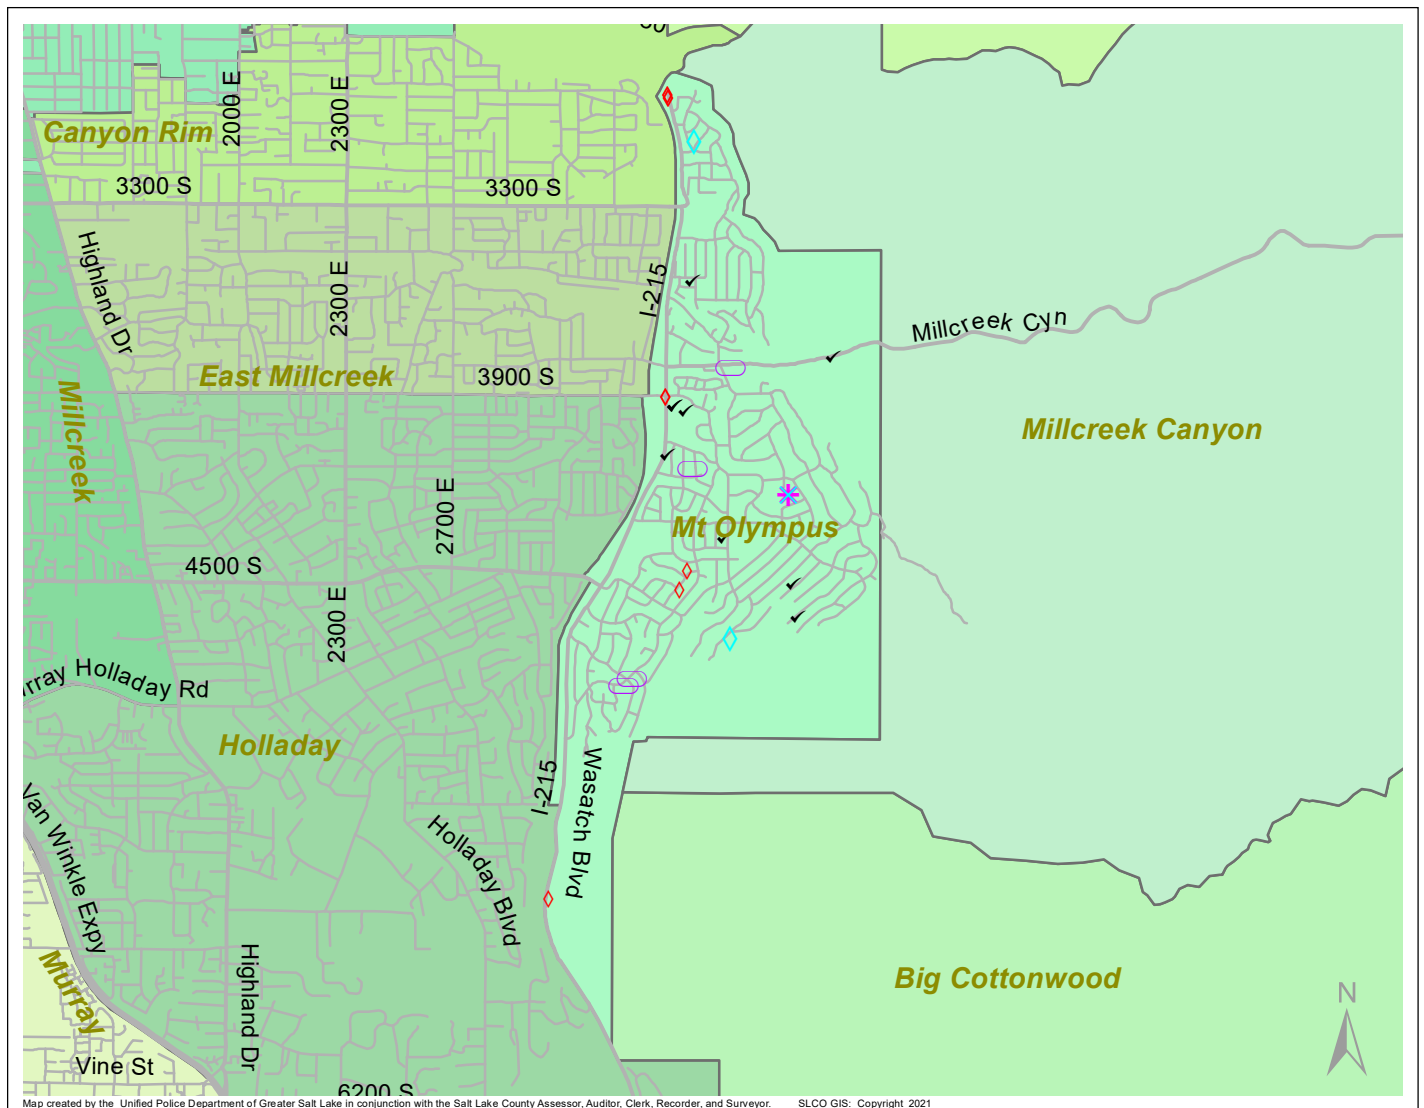 2000 E
2300 E
Canyon Rim
3300 S
3300 S
Highland Dr
2300 E
I-215
Millcreek Cyn
East Millcreek
3900 S
Millcreek
Millcreek Canyon
2700 E
Mt Olympus
4500 S
2300 E
rray Holladay Rd
Holladay
I-215
Wasatch Blvd
Van Winkle Expy
Holladay Blvd
Murray
Highland Dr
Big Cottonwood
N
Vine St
6200 S
Map created by the Unified Police Department of Greater Salt Lake in conjunction with the Salt Lake County Assessor, Auditor, Clerk, Recorder, and Surveyor. SLCO GIS: Copyright 2021